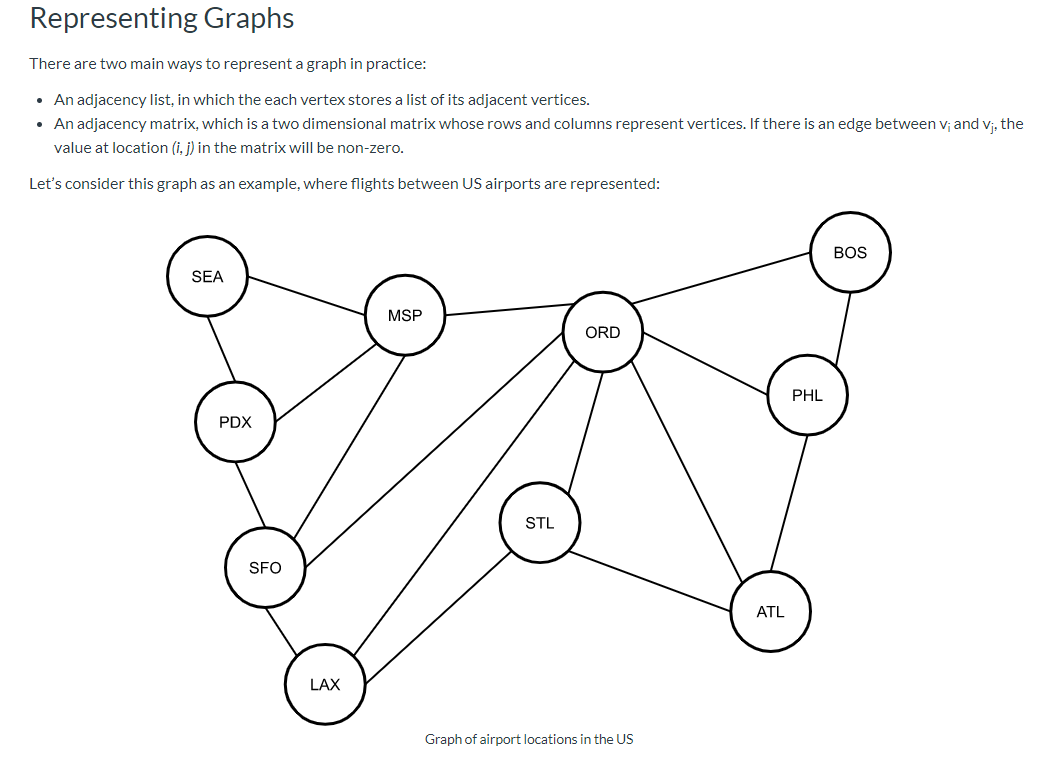 Representing Graphs
There are two main ways to represent a graph in practice:
• An adjacency list, in which the each vertex stores a list of its adjacent vertices.
• An adjacency matrix, which is a two dimensional matrix whose rows and columns represent vertices. If there is an edge between vi and vj, the
value at location (i, j) in the matrix will be non-zero.
Let’s consider this graph as an example, where flights between US airports are represented:
BOS
SEA
MSP
ORD
PHL
PDX
STL
SFO
ATL
LAX
Graph of airport locations in the US